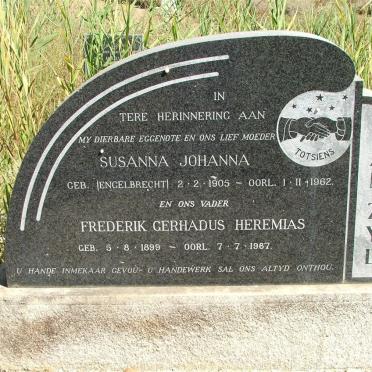 IN
TERE HERINNERING AAN
MY DIERBARE EGGENOTE EN ONS LIEF MOEDER
SUSANNA JOHANNA
GEB. (ENGELBRECHT) 2-2-1905 - OORL. 1-11-1962.
EN ONS VADER
FREDERIK GERHADUS HEREMIAS
GEB. 5-8-1899 - OORL. 7-7-1967.
U HANDE INMEKAAR GEVOU - U HANDEWERK SAL ONS ALTYD ONTHOU.
TOTSIENS